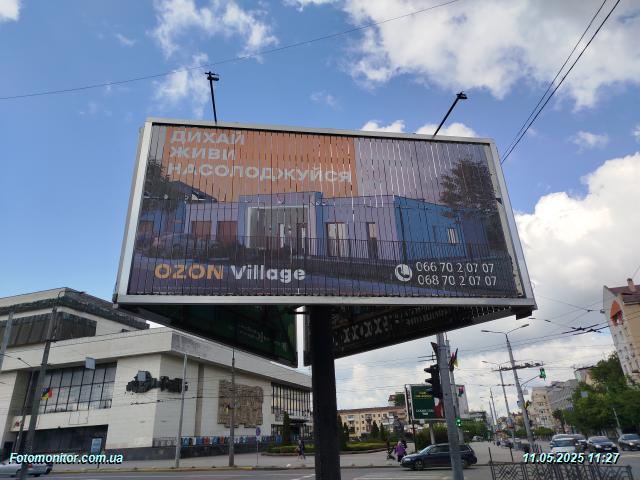 ДИХАЙ
ЖИВИ
НАСОЛОДЖУЙСЯ
OZON Village
066 70 2 07 07
068 70 2 07 07
Fotomonitor.com.ua
11.05.2025 11:27